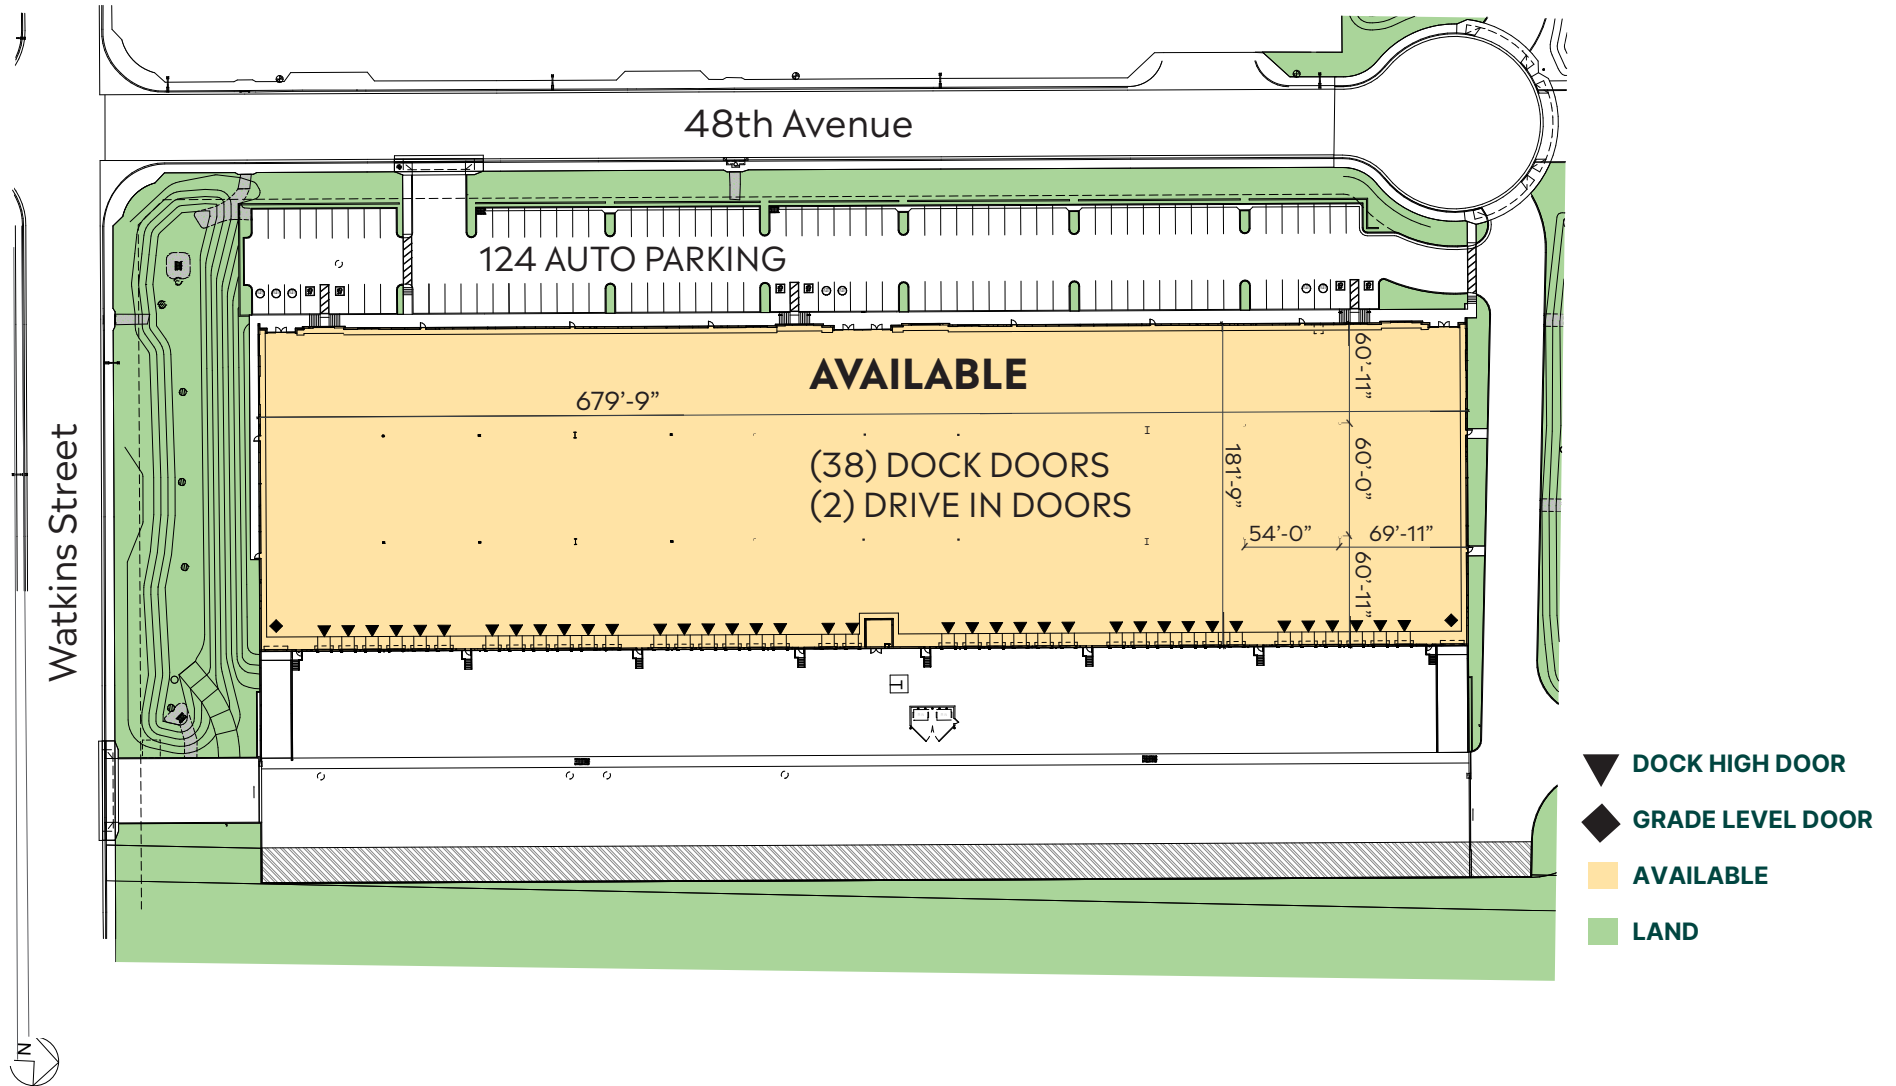 48th Avenue
124 AUTO PARKING
AVAILABLE
679’-9”
(38) DOCK DOORS
(2) DRIVE IN DOORS
181’-9”
60’-11”
60’-0”
54’-0”
69’-11”
60’-11”
Watkins Street
DOCK HIGH DOOR
GRADE LEVEL DOOR
AVAILABLE
LAND
N